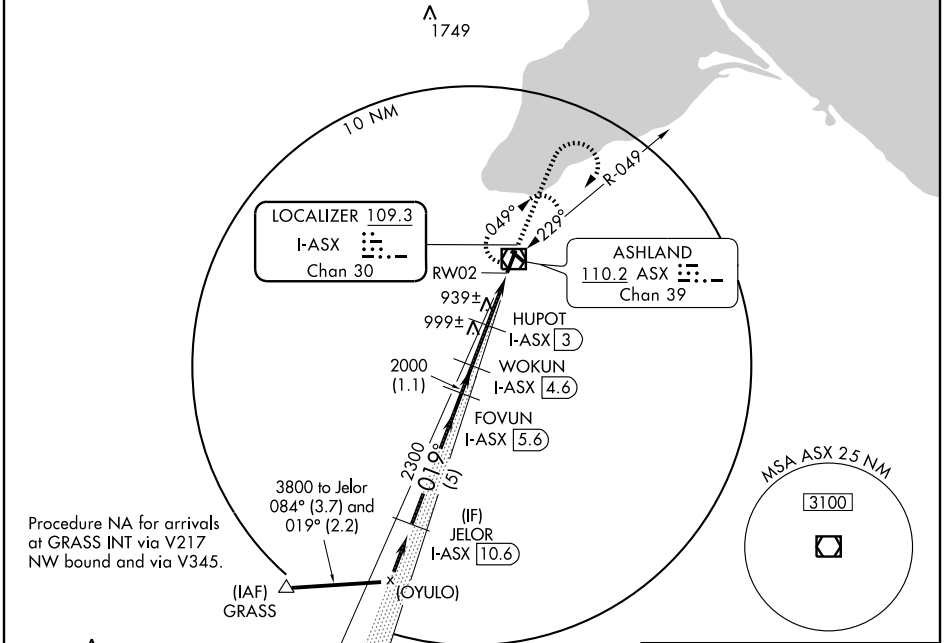 1749
10 NM
R-049
049°
229°
LOCALIZER 109.3
I-ASX
Chan 30
ASHLAND
110.2 ASX
Chan 39
RW02
939±
999±
HUPOT
I-ASX 3
2000
(1.1)
WOKUN
I-ASX 4.6
FOVUN
I-ASX 5.6
2300
019°
(5)
MSA ASX 25 NM
3100
3800 to Jelor
084° (3.7) and
019° (2.2)
(IF)
JELOR
I-ASX 10.6
Procedure NA for arrivals
at GRASS INT via V217
NW bound and via V345.
(IAF)
GRASS
(OYULO)